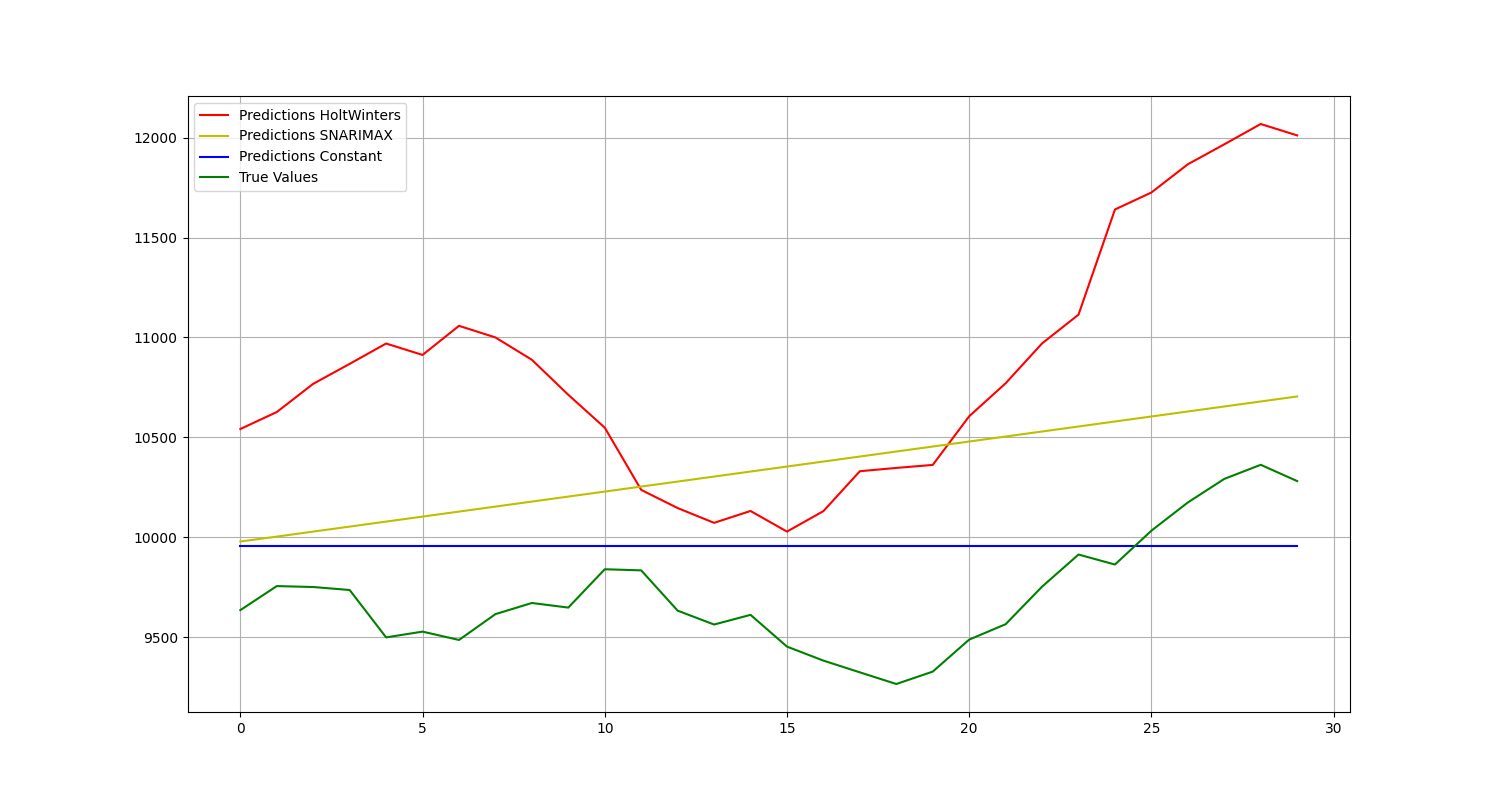 Predictions HoltWinters
Predictions SNARIMAX
Predictions Constant
True Values
12000
11500
11000
10500
10000
9500
0 5 10 15 20 25 30